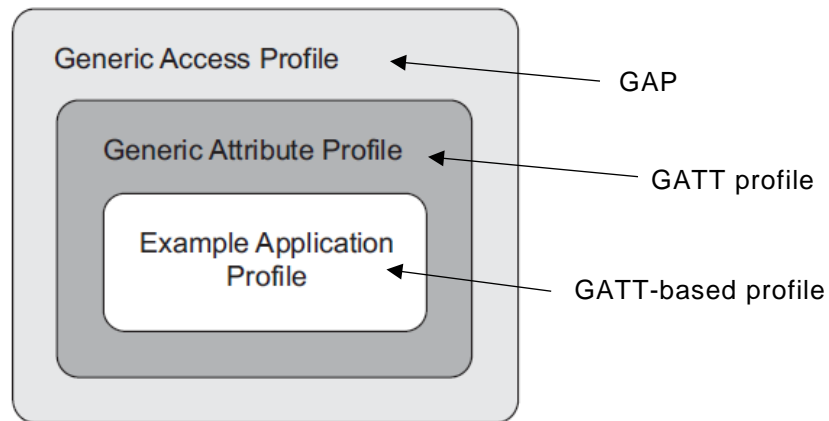 Generic Access Profile
GAP
Generic Attribute Profile
GATT profile
Example Application
Profile
GATT-based profile